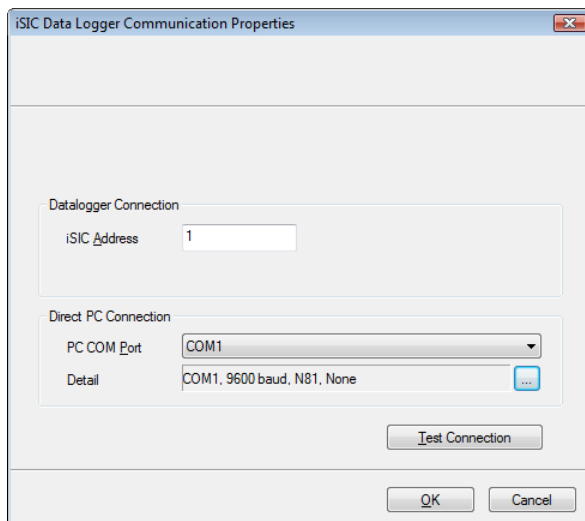 iSIC Data Logger Communication Properties
Datalogger Connection
iSIC Address 1
Direct PC Connection
PC COM Port COM1
Detail COM1, 9600 baud, N81, None ...
Test Connection
OK Cancel